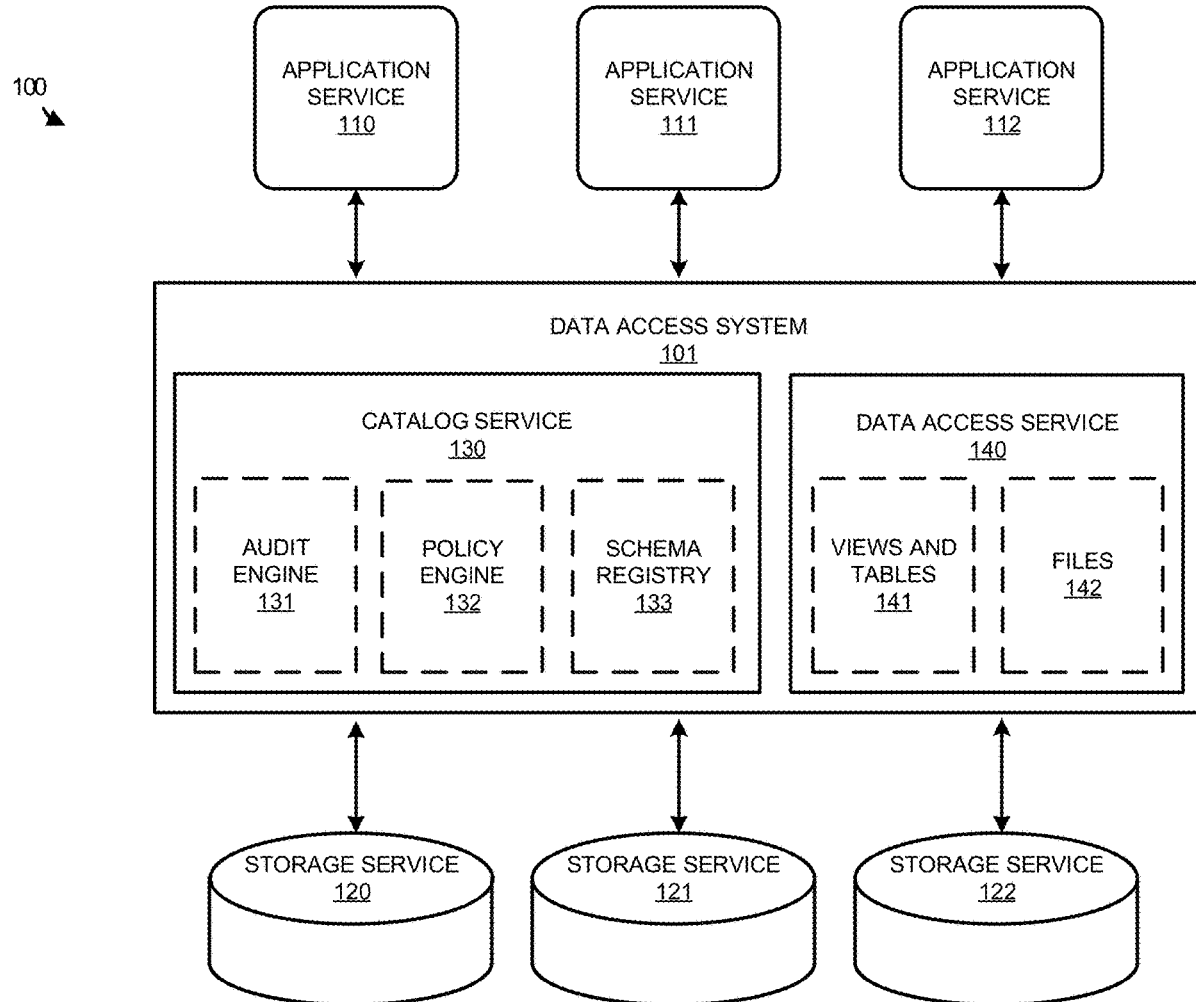 100
APPLICATION
SERVICE
110
APPLICATION
SERVICE
111
APPLICATION
SERVICE
112
DATA ACCESS SYSTEM
101
CATALOG SERVICE
130
AUDIT
ENGINE
131
POLICY
ENGINE
132
SCHEMA
REGISTRY
133
DATA ACCESS SERVICE
140
VIEWS AND
TABLES
141
FILES
142
STORAGE SERVICE
120
STORAGE SERVICE
121
STORAGE SERVICE
122